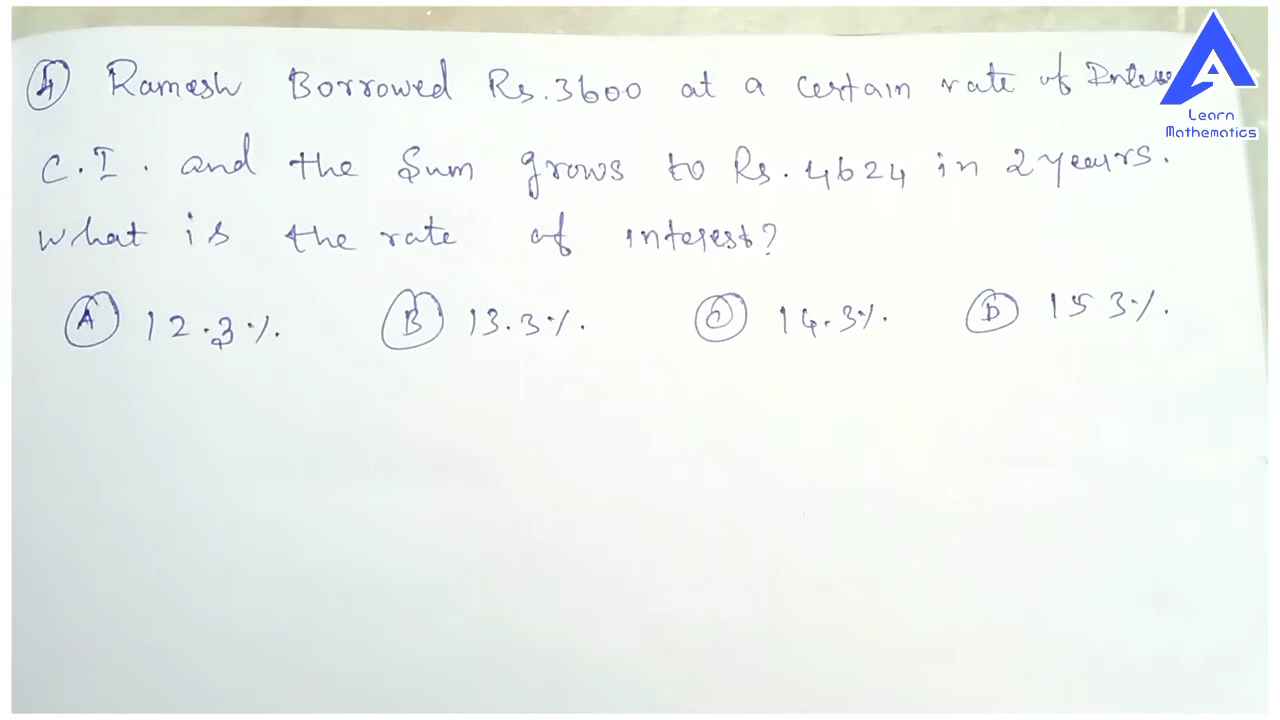 4 Ramesh Borrowed Rs.3600 at a certain rate of
C.I. and the Sum grows to Rs.4624 in 2 years.
What is the rate of interest?
A 12.3% B 13.3% C 14.3% D 15 3%
Learn
Mathematics